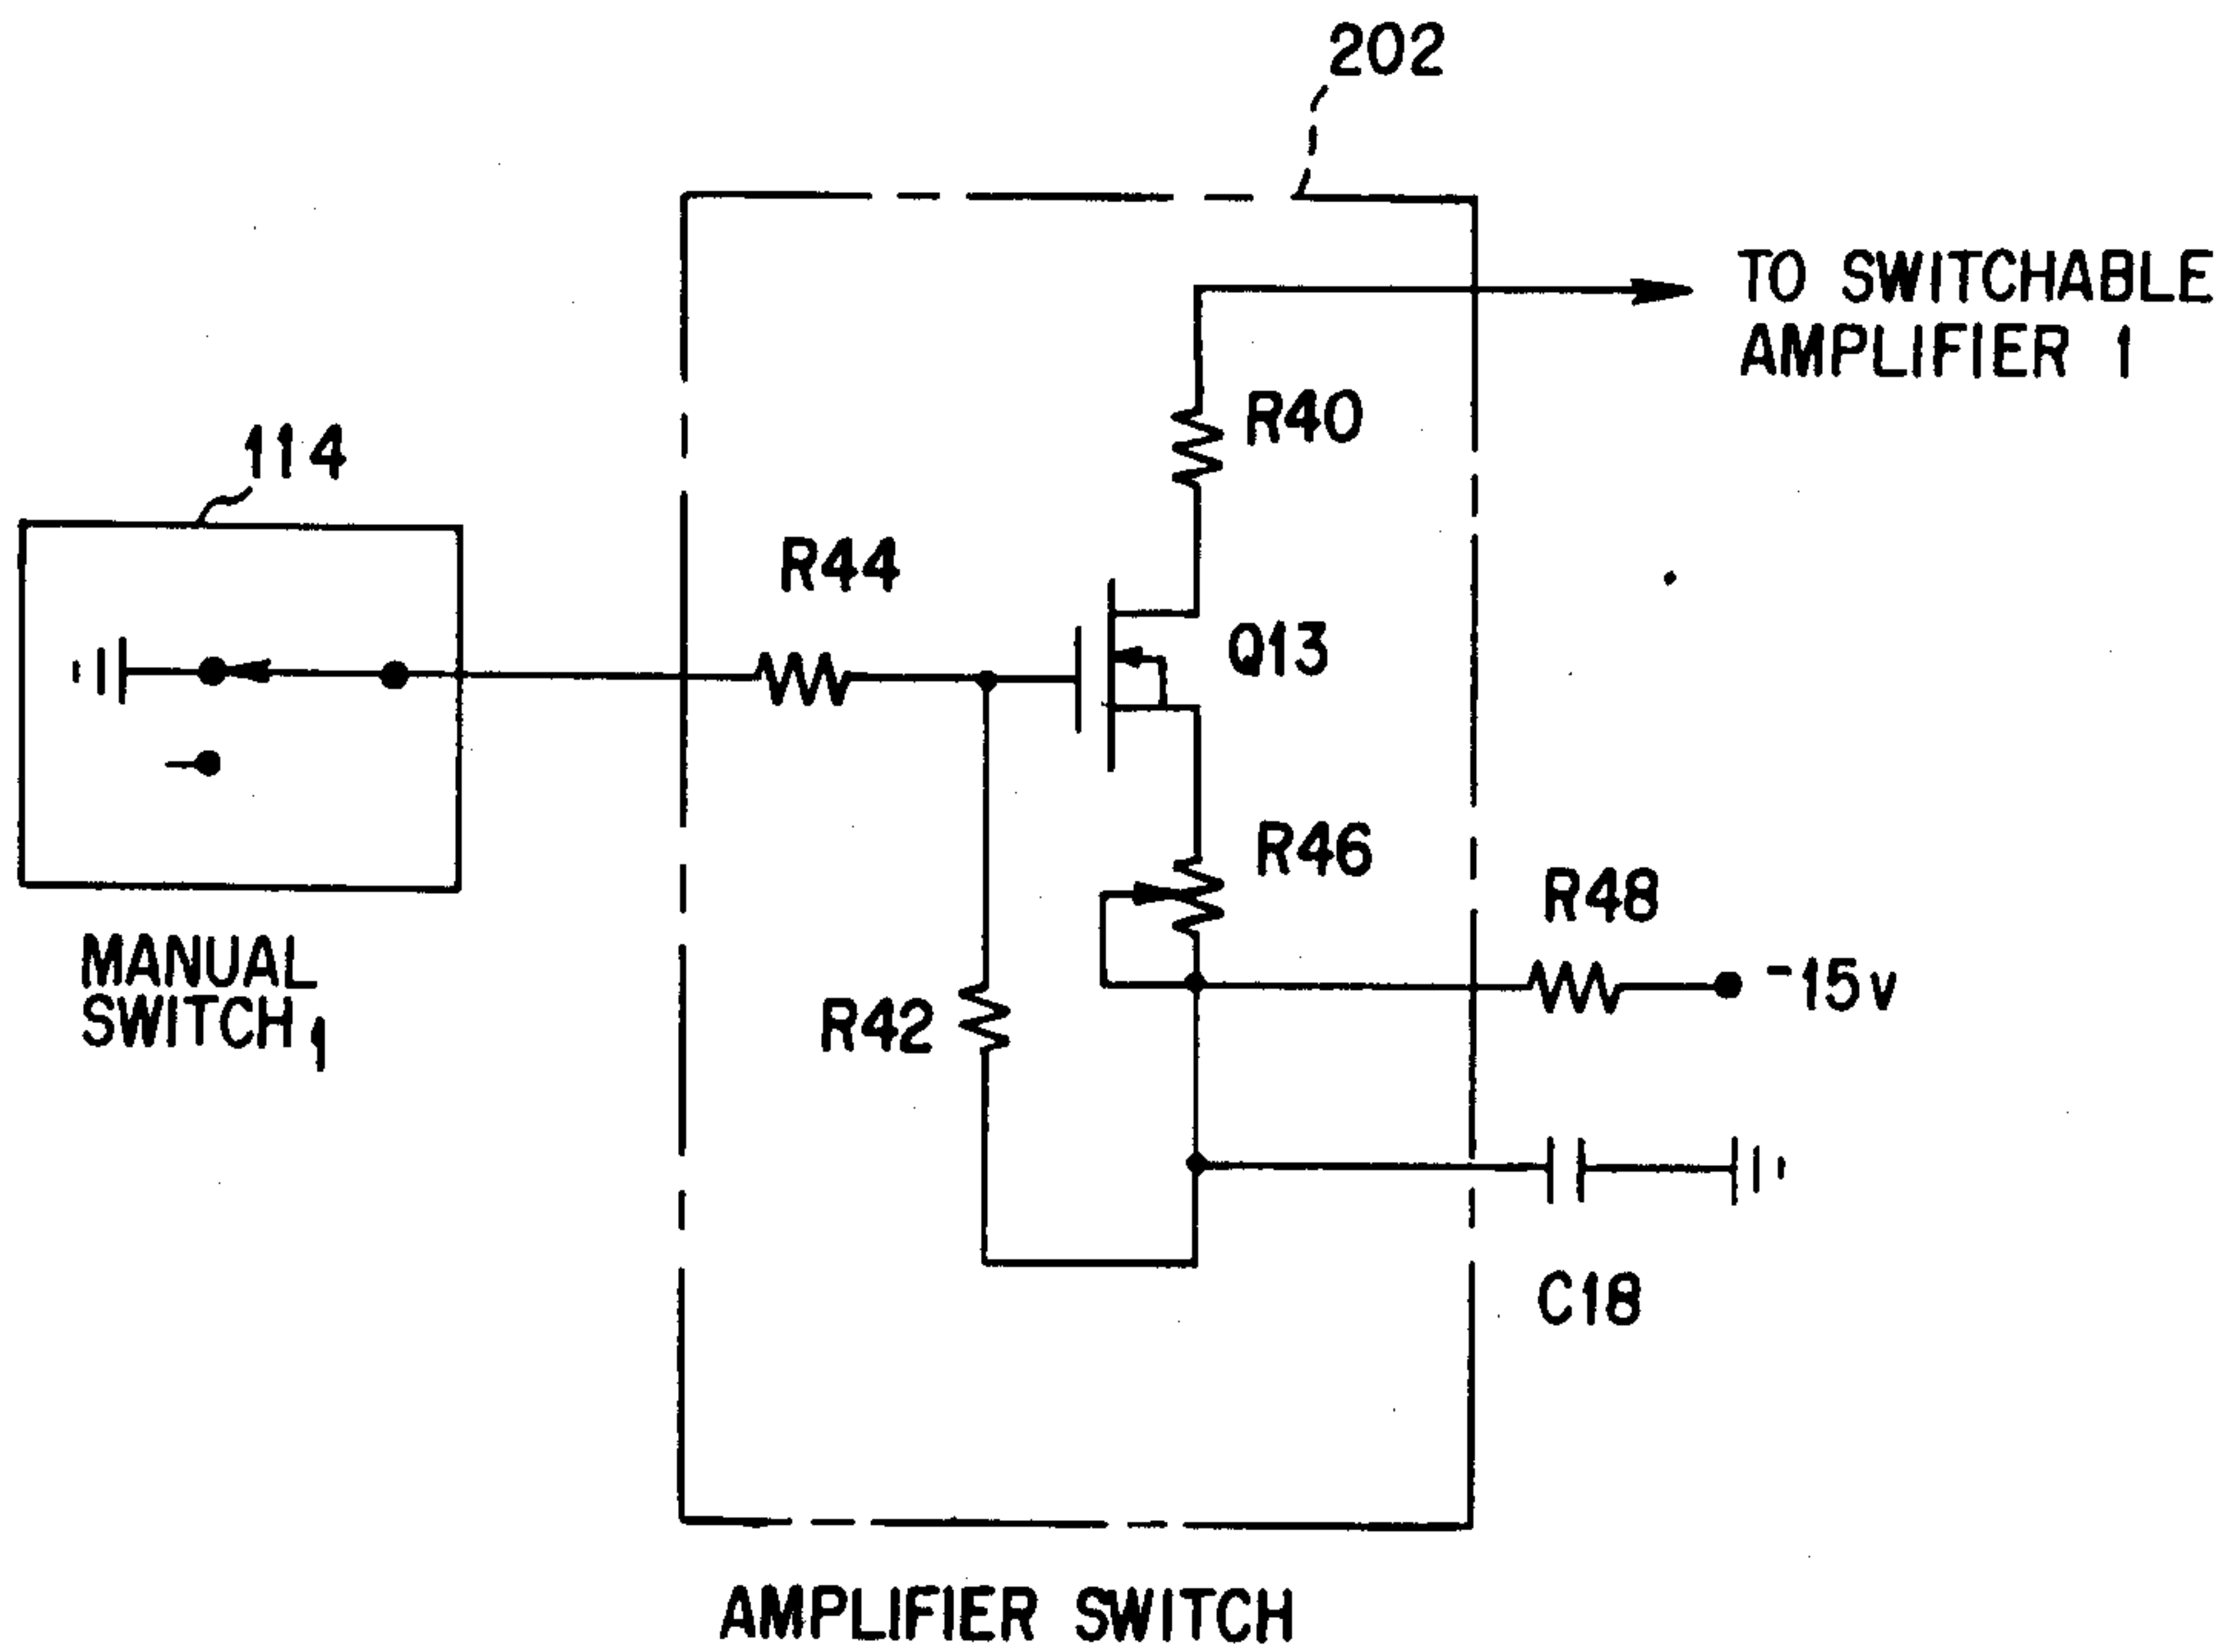 202
TO SWITCHABLE
AMPLIFIER 1
R40
114
R44
Q13
R46
R48
-15v
MANUAL
SWITCH1
R42
C18
AMPLIFIER SWITCH